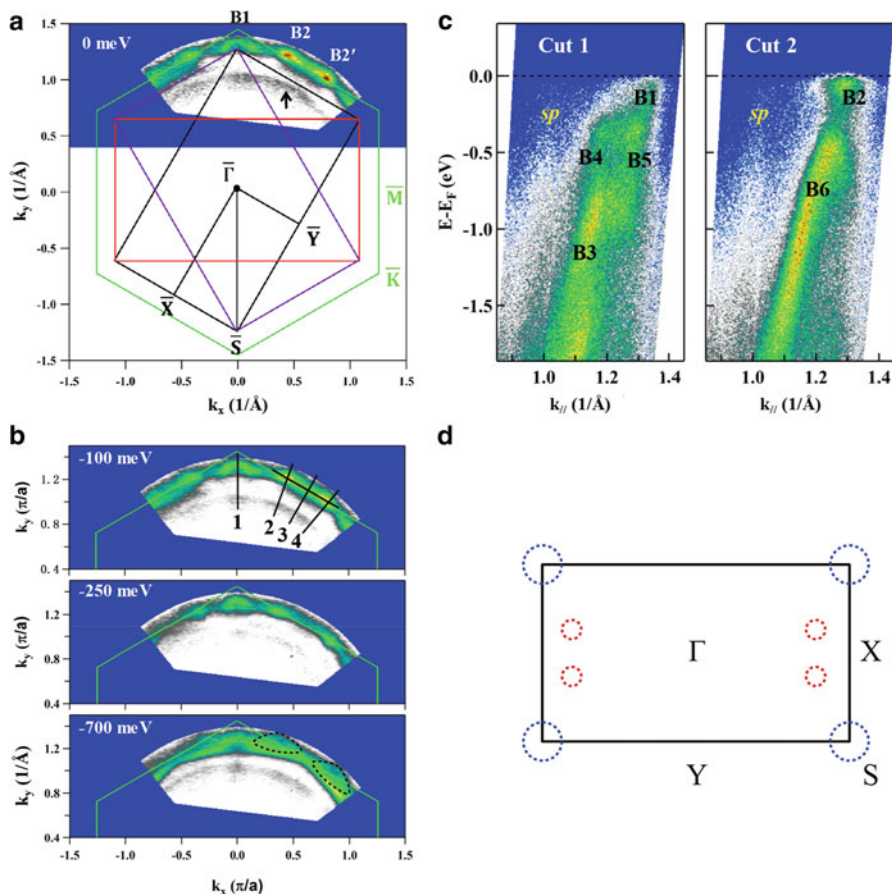 a
0 meV
B1
B2
B2′
1.5
1.0
0.5
0.0
-0.5
-1.0
-1.5
k_y (1/Å)
Γ̅
M̅
Y̅
K̅
X̅
S̅
-1.5 -1.0 -0.5 0.0 0.5 1.0 1.5
k_x (1/Å)
b
-100 meV
1.2
0.8
0.4
k_y (π/a)
1
2
3
4
-250 meV
1.2
0.8
0.4
k_y (π/a)
-700 meV
1.2
0.8
0.4
k_y (1/Å)
-1.5 -1.0 -0.5 0.0 0.5 1.0 1.5
k_x (π/a)
c
Cut 1
0.0
-0.5
-1.0
-1.5
E-E_F (eV)
sp
B1
B4
B5
B3
1.0 1.2 1.4
k_// (1/Å)
Cut 2
sp
B2
B6
1.0 1.2 1.4
k_// (1/Å)
d
Γ
X
Y
S